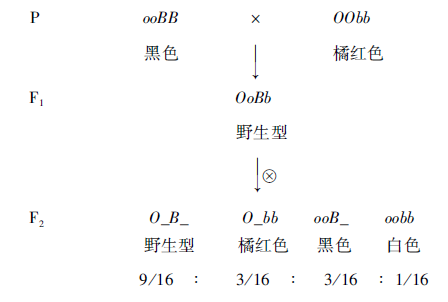 P ooBB × OObb
黑色 橘红色
F₁ OoBb
野生型
⊗
F₂ O_B_ O_bb ooB_ oobb
野生型 橘红色 黑色 白色
9/16 : 3/16 : 3/16 : 1/16